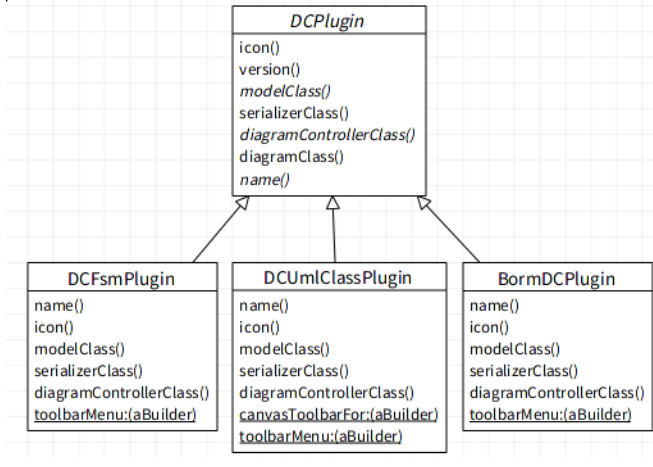 DCPlugin
icon()
version()
modelClass()
serializerClass()
diagramControllerClass()
diagramClass()
name()
DCFsmPlugin
name()
icon()
modelClass()
serializerClass()
diagramControllerClass()
toolbarMenu:(aBuilder)
DCUmlClassPlugin
name()
icon()
modelClass()
serializerClass()
diagramControllerClass()
canvasToolbarFor:(aBuilder)
toolbarMenu:(aBuilder)
BormDCPlugin
name()
icon()
modelClass()
serializerClass()
diagramControllerClass()
toolbarMenu:(aBuilder)